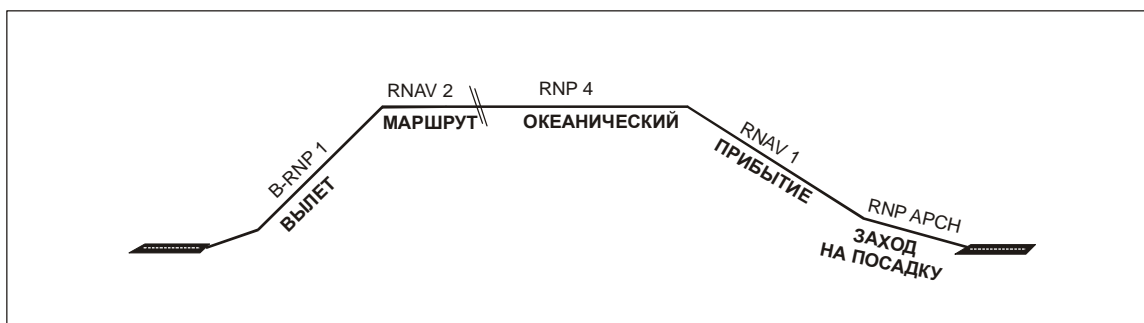 B-RNP 1
ВЫЛЕТ
RNAV 2
МАРШРУТ
RNP 4
ОКЕАНИЧЕСКИЙ
RNAV 1
ПРИБЫТИЕ
RNP APCH
ЗАХОД
НА ПОСАДКУ